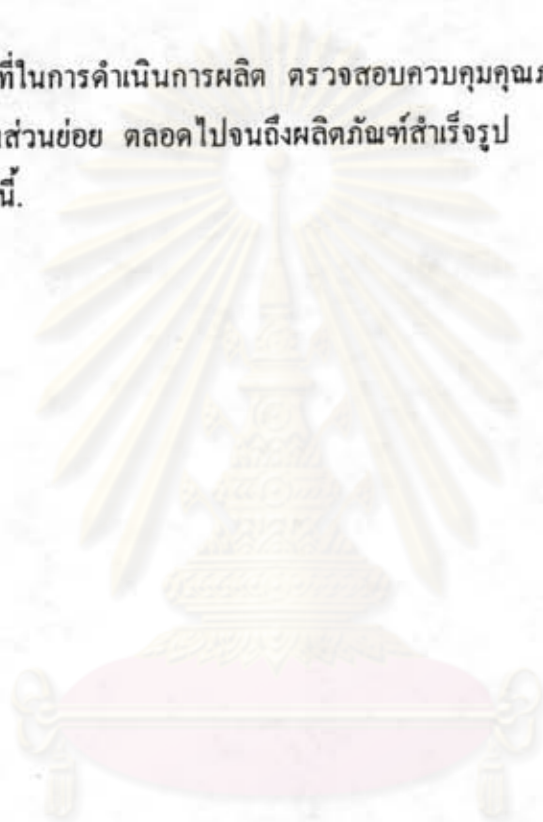 ที่ในการดำเนินการผลิต ตรวจสอบควบคุมคุณภ
ส่วนย่อย ตลอดไปจนถึงผลิตภัณฑ์สำเร็จรูป
นี้.